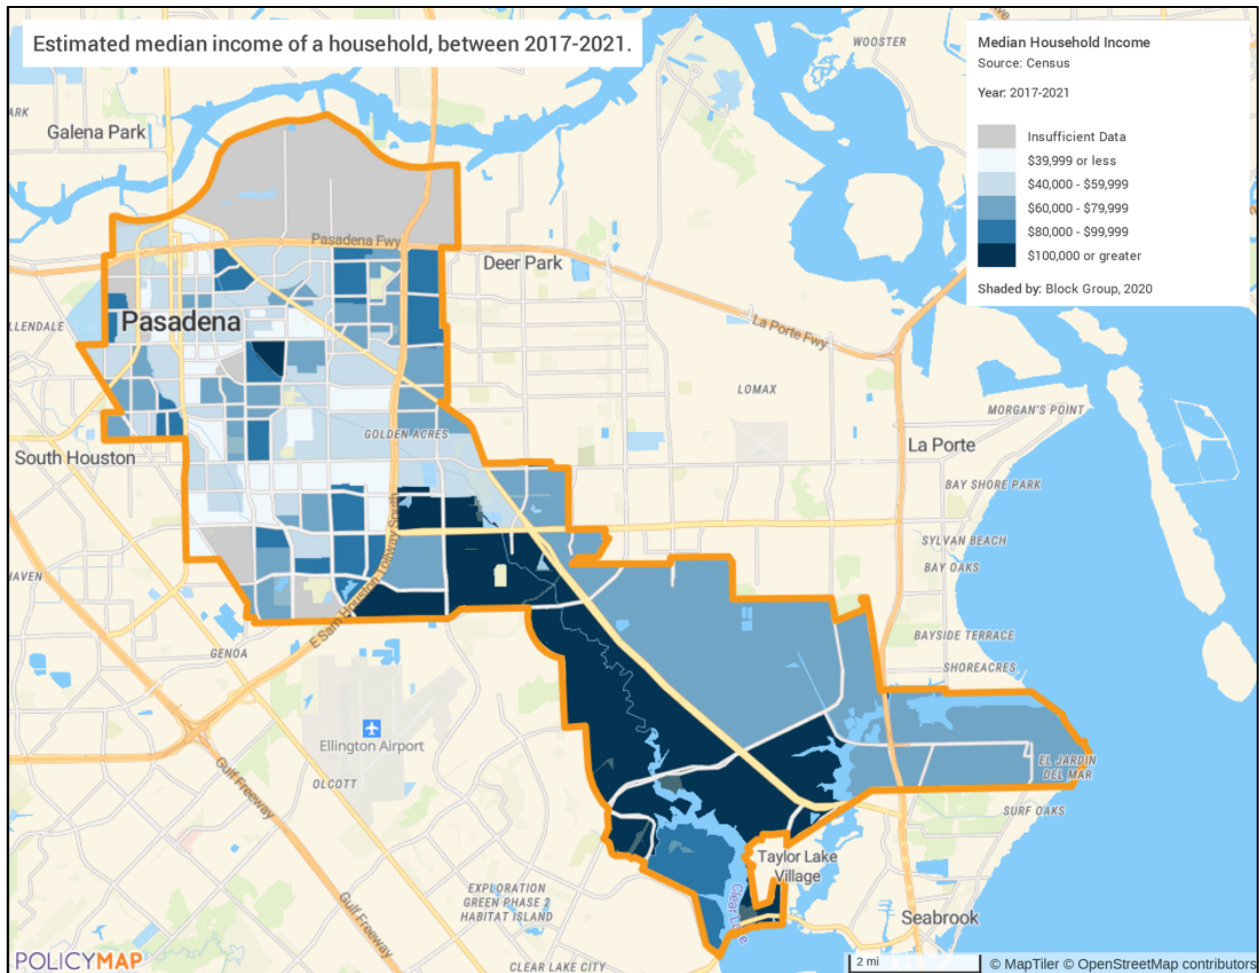 Estimated median income of a household, between 2017-2021.
Median Household Income
Source: Census
Year: 2017-2021
Insufficient Data
$39,999 or less
$40,000 - $59,999
$60,000 - $79,999
$80,000 - $99,999
$100,000 or greater
Shaded by: Block Group, 2020
WOOSTER
ARK
Galena Park
Pasadena Fwy
Deer Park
LLENDALE
Pasadena
La Porte Fwy
LOMAX
MORGAN'S POINT
GOLDEN ACRES
South Houston
La Porte
BAY SHORE PARK
E Sam Houston Tollway South
SYLVAN BEACH
HAVEN
BAY OAKS
GENOA
BAYSIDE TERRACE
SHOREACRES
Ellington Airport
OLCOTT
Gulf Freeway
EL JARDIN
DEL MAR
SURF OAKS
Taylor Lake
Village
EXPLORATION
GREEN PHASE 2
HABITAT ISLAND
Clear Lake
Gulf Freeway
Seabrook
POLICYMAP
CLEAR LAKE CITY
2 mi
© MapTiler © OpenStreetMap contributors